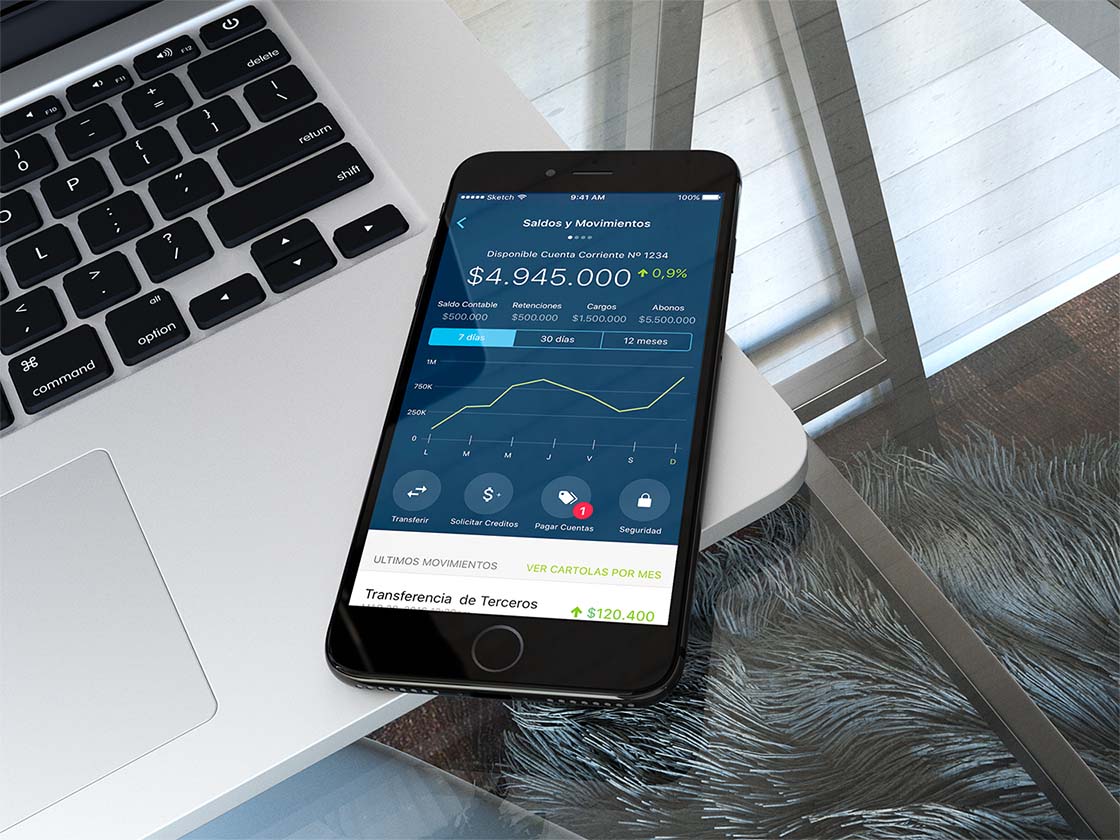 F12
F11
F10
delete
+
=
|
\
_
-
}
]
return
{
[
)
0
P
"
'
shift
:
;
O
L
?
/
>
.
<
,
alt
option
⌘
command
Sketch
9:41 AM
100%
Saldos y Movimientos
Disponible Cuenta Corriente Nº 1234
$4.945.000 0,9%
Saldo Contable Retenciones Cargos Abonos
$500.000 $500.000 $1.500.000 $5.500.000
7 días 30 días 12 meses
1M
750K
250K
0
L M M J V S D
1
Transferir Solicitar Creditos Pagar Cuentas Seguridad
ULTIMOS MOVIMIENTOS VER CARTOLAS POR MES
Transferencia de Terceros $120.400